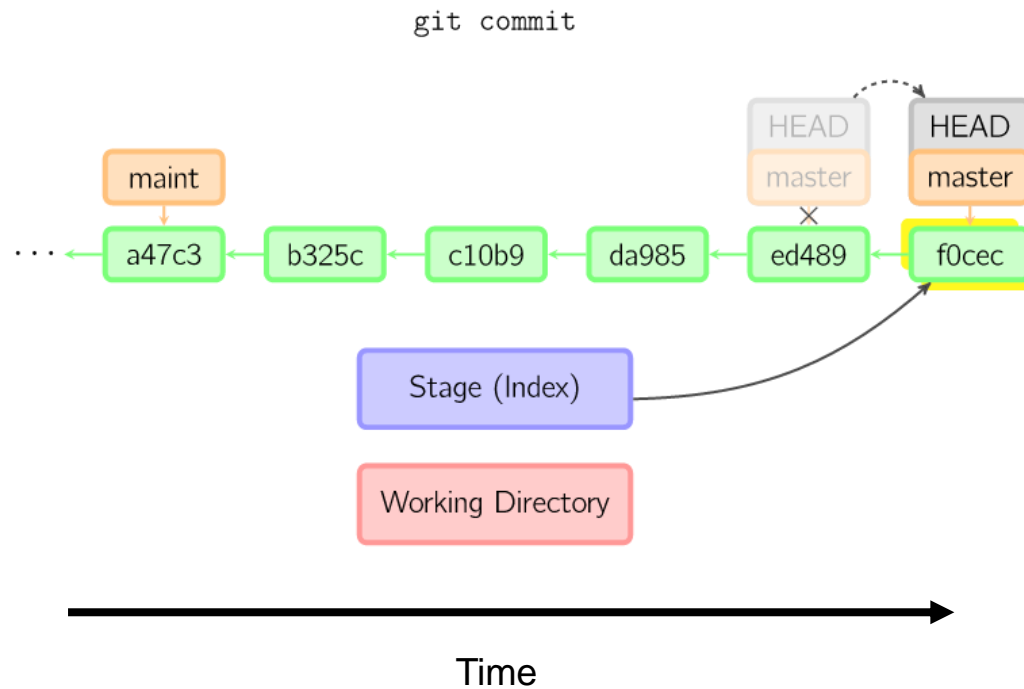 git commit
HEAD HEAD
maint master master
... a47c3 b325c c10b9 da985 ed489 f0cec
Stage (Index)
Working Directory
Time